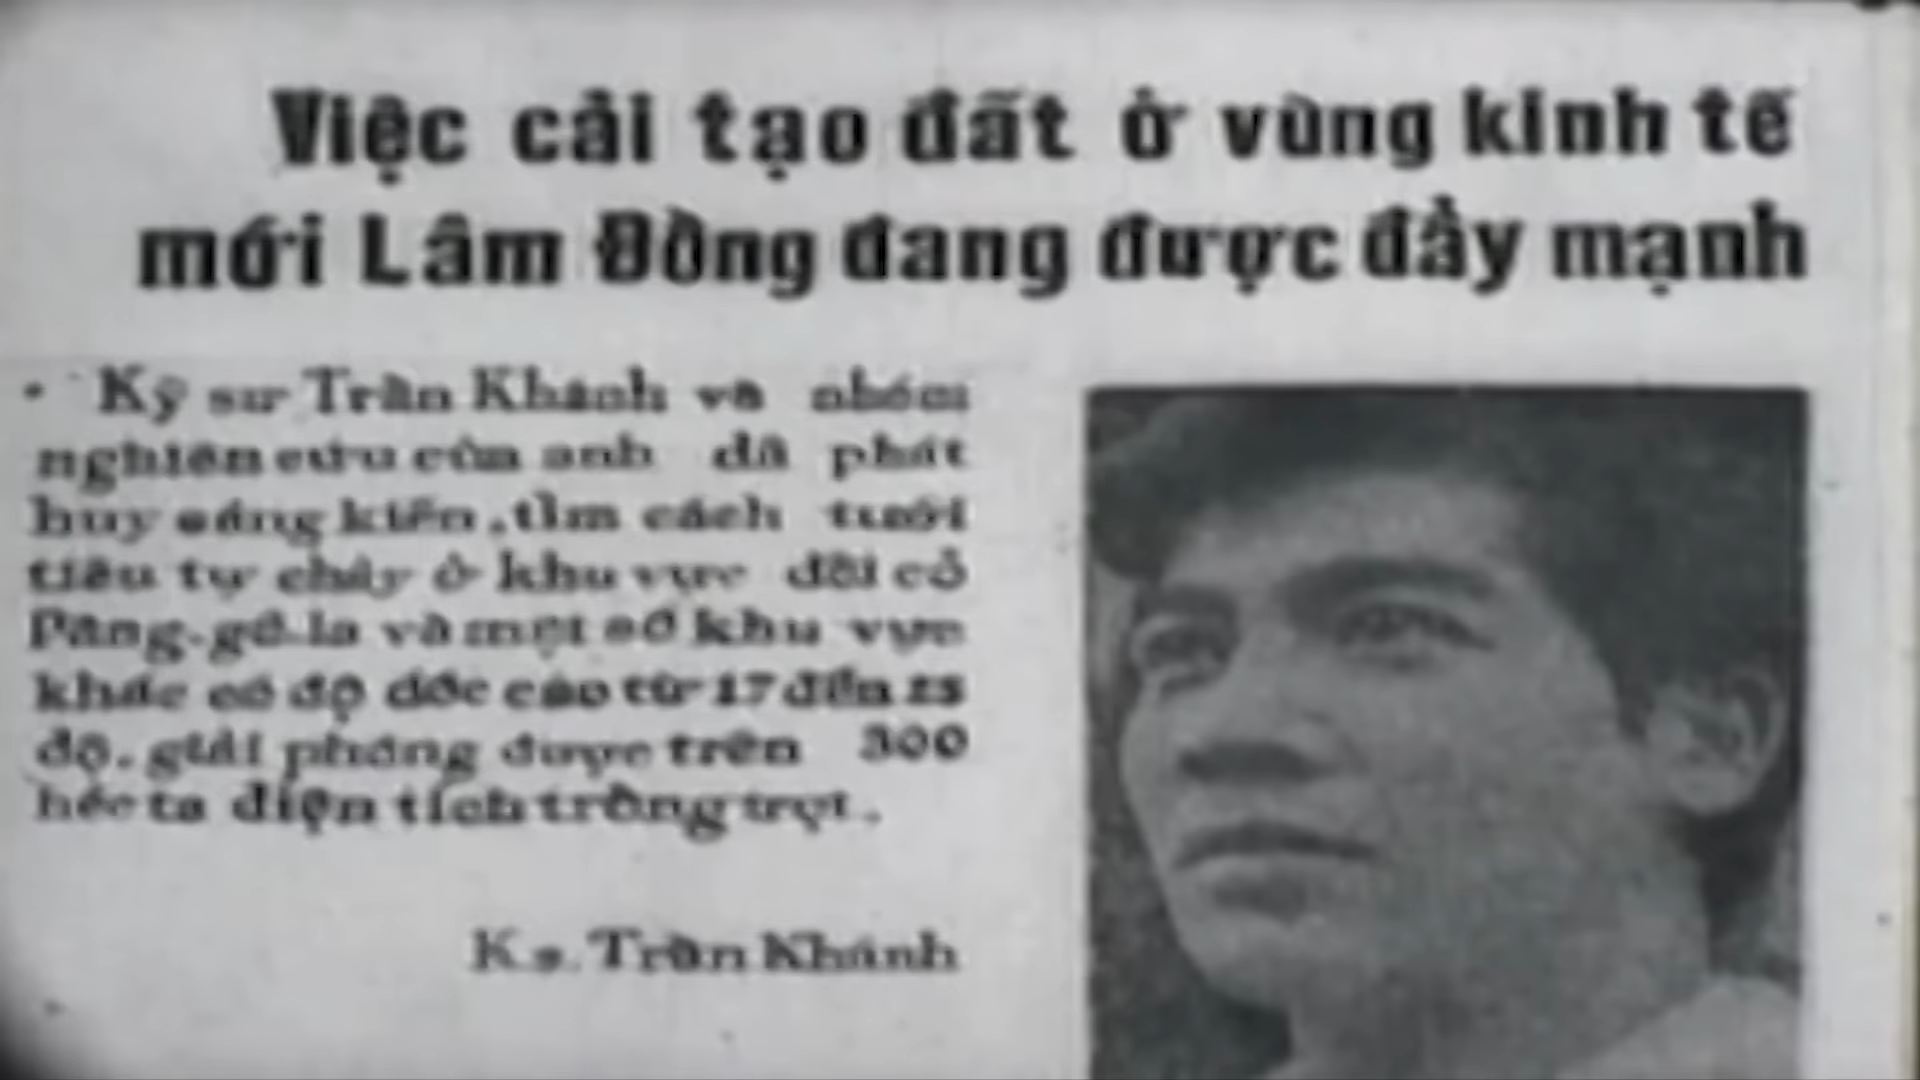 Việc cải tạo đất ở vùng kinh tế
mới Lâm Đồng đang được đẩy mạnh
• Kỹ sư Trần Khánh và nhóm
nghiên cứu của anh đã phát
huy sáng kiến, tìm cách tưới
tiêu tự chảy ở khu vực đồi cỏ
Păng-gô-la và một số khu vực
khác có độ dốc cao từ 17 đến 25
độ, giải phóng được trên 300
héc ta điện tích trồng trọt.
Ks. Trần Khánh